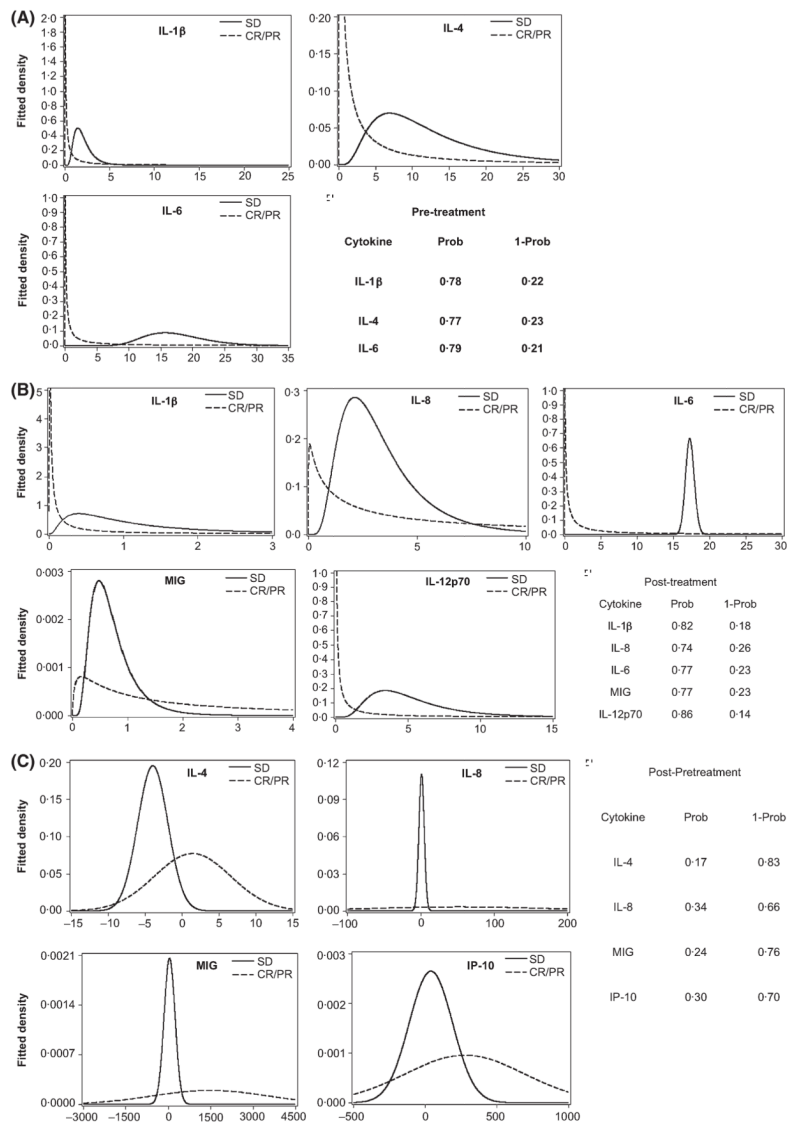 (A)
IL-1β
SD
CR/PR
Fitted density
2·0
1·8
1·6
1·4
1·2
1·0
0·8
0·6
0·4
0·2
0·0
0 5 10 15 20 25
IL-4
SD
CR/PR
0·20
0·15
0·10
0·05
0·00
0 5 10 15 20 25 30
IL-6
SD
CR/PR
Fitted density
1·0
0·9
0·8
0·7
0·6
0·5
0·4
0·3
0·2
0·1
0·0
0 5 10 15 20 25 30 35
Pre-treatment
Cytokine Prob 1-Prob
IL-1β 0·78 0·22
IL-4 0·77 0·23
IL-6 0·79 0·21
(B)
IL-1β
SD
CR/PR
Fitted density
5
4
3
2
1
0
0 1 2 3
IL-8
SD
CR/PR
0·3
0·2
0·1
0·0
0 5 10
IL-6
SD
CR/PR
1·0
0·9
0·8
0·7
0·6
0·5
0·4
0·3
0·2
0·1
0·0
0 5 10 15 20 25 30
MIG
SD
CR/PR
Fitted density
0·003
0·002
0·001
0·000
0 1 2 3 4
IL-12p70
SD
CR/PR
1·0
0·9
0·8
0·7
0·6
0·5
0·4
0·3
0·2
0·1
0·0
0 5 10 15
Post-treatment
Cytokine Prob 1-Prob
IL-1β 0·82 0·18
IL-8 0·74 0·26
IL-6 0·77 0·23
MIG 0·77 0·23
IL-12p70 0·86 0·14
(C)
IL-4
SD
CR/PR
Fitted density
0·20
0·15
0·10
0·05
0·00
−15 −10 −5 0 5 10 15
IL-8
SD
CR/PR
0·12
0·09
0·06
0·03
0·00
−100 0 100 200
Post-Pretreatment
Cytokine Prob 1-Prob
IL-4 0·17 0·83
IL-8 0·34 0·66
MIG 0·24 0·76
IP-10 0·30 0·70
MIG
SD
CR/PR
Fitted density
0·0021
0·0014
0·0007
0·0000
−3000 −1500 0 1500 3000 4500
IP-10
SD
CR/PR
0·003
0·002
0·001
0·000
−500 0 500 1000